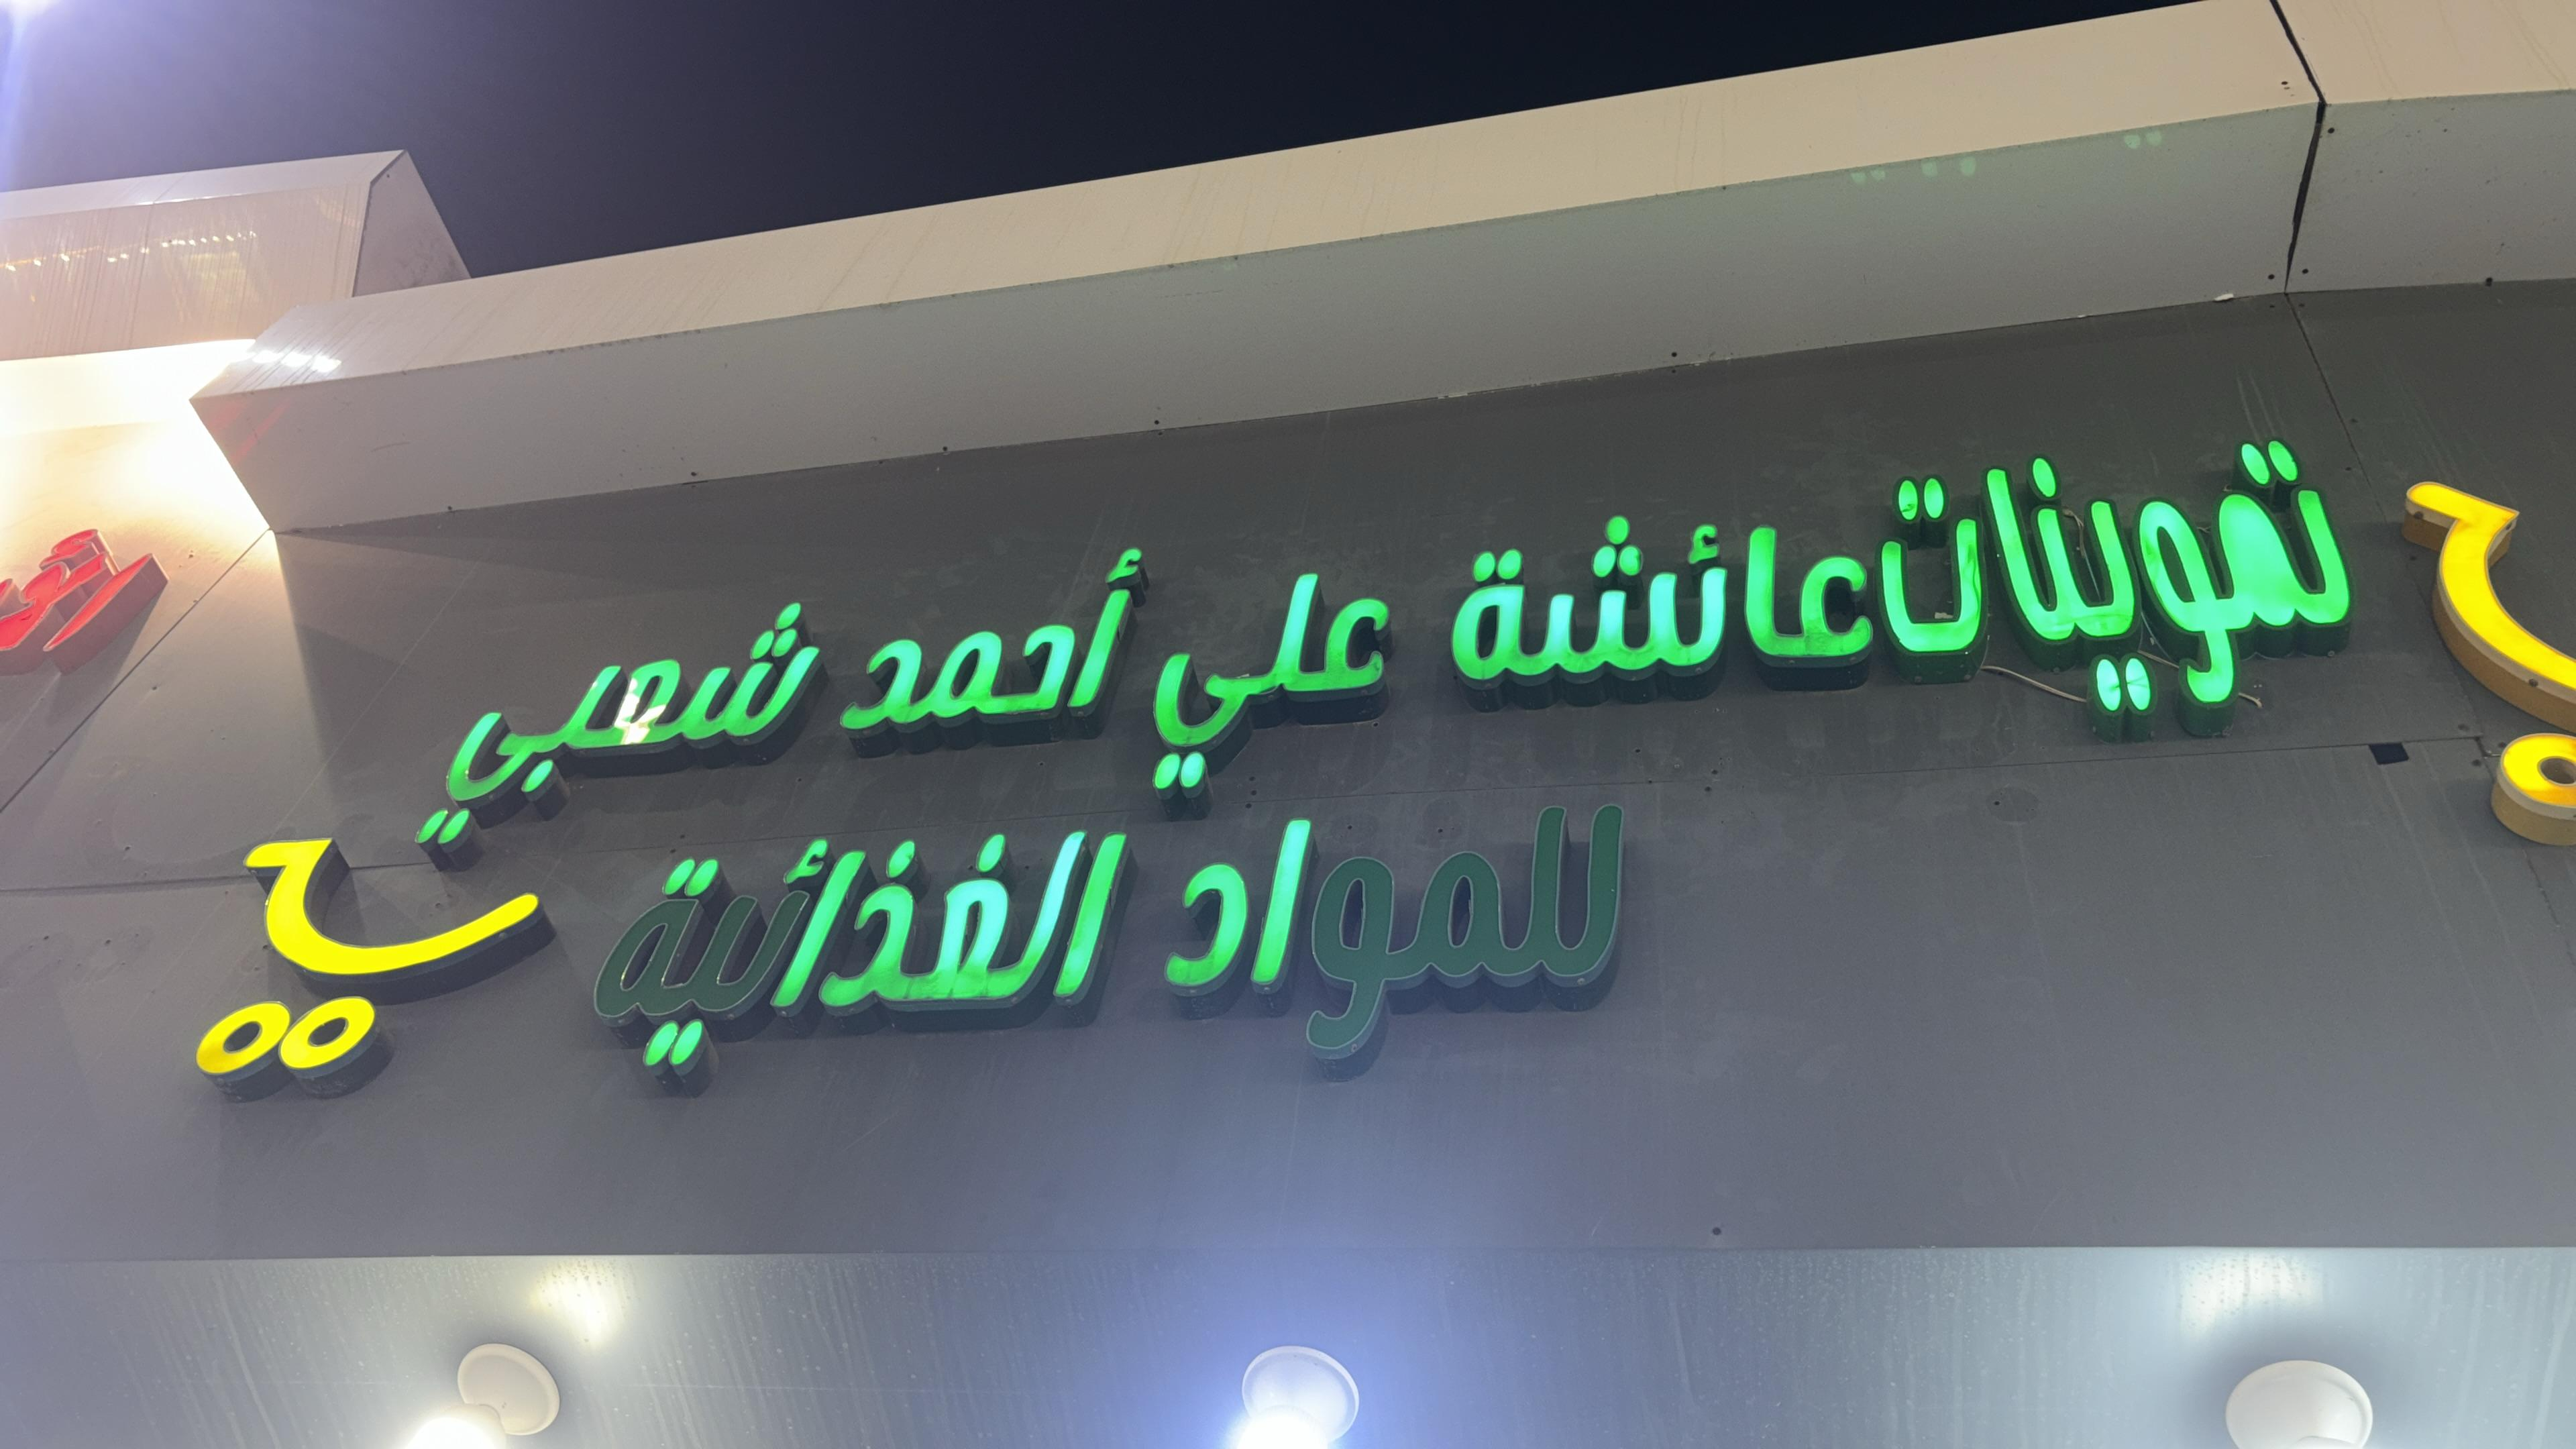 تموينات عائشة علي أحمد شعبي
للمواد الغذائية